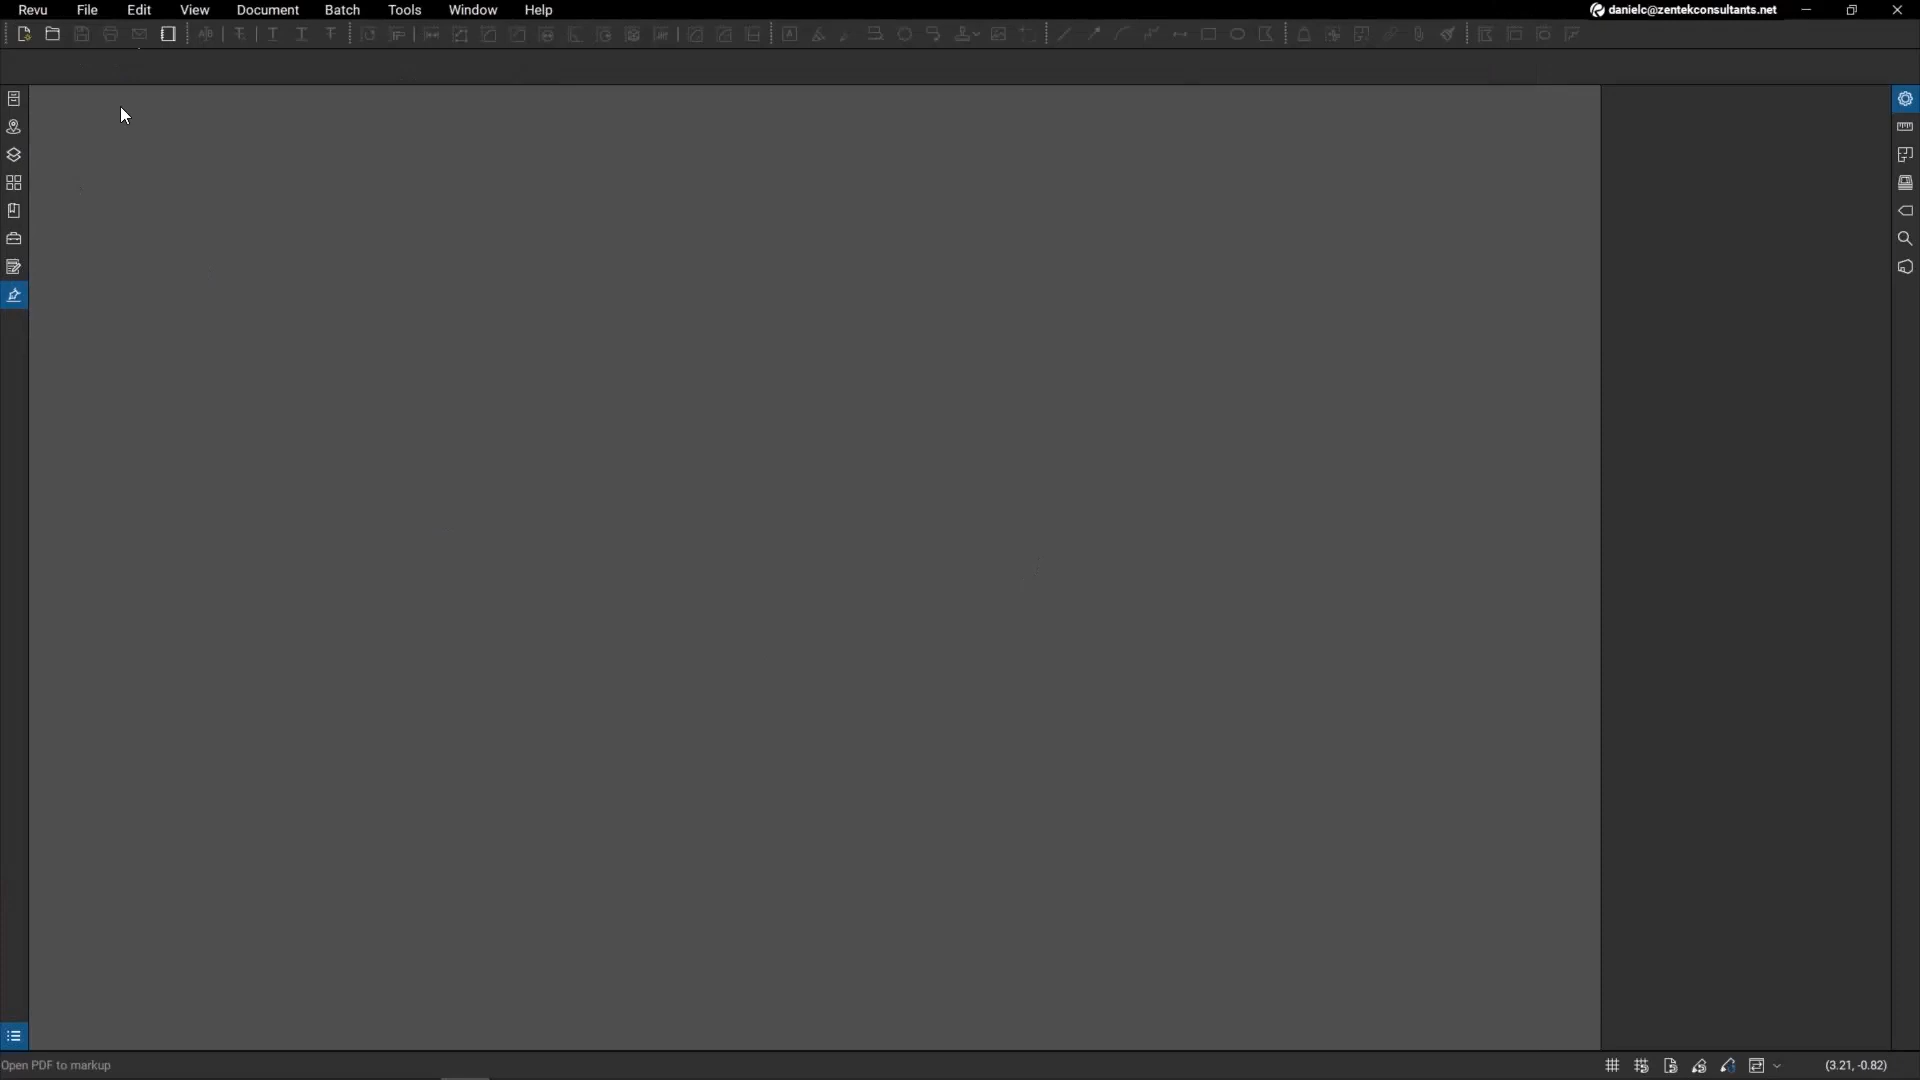 Revu File Edit View Document Batch Tools Window Help danielc@zentekconsultants.net
Open PDF to markup (3.21, -0.82)